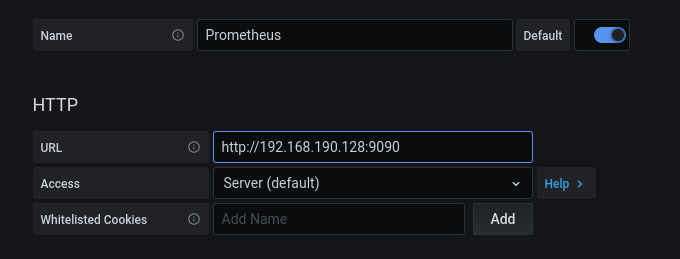 Name Prometheus Default
HTTP
URL http://192.168.190.128:9090
Access Server (default) Help
Whitelisted Cookies Add Name Add